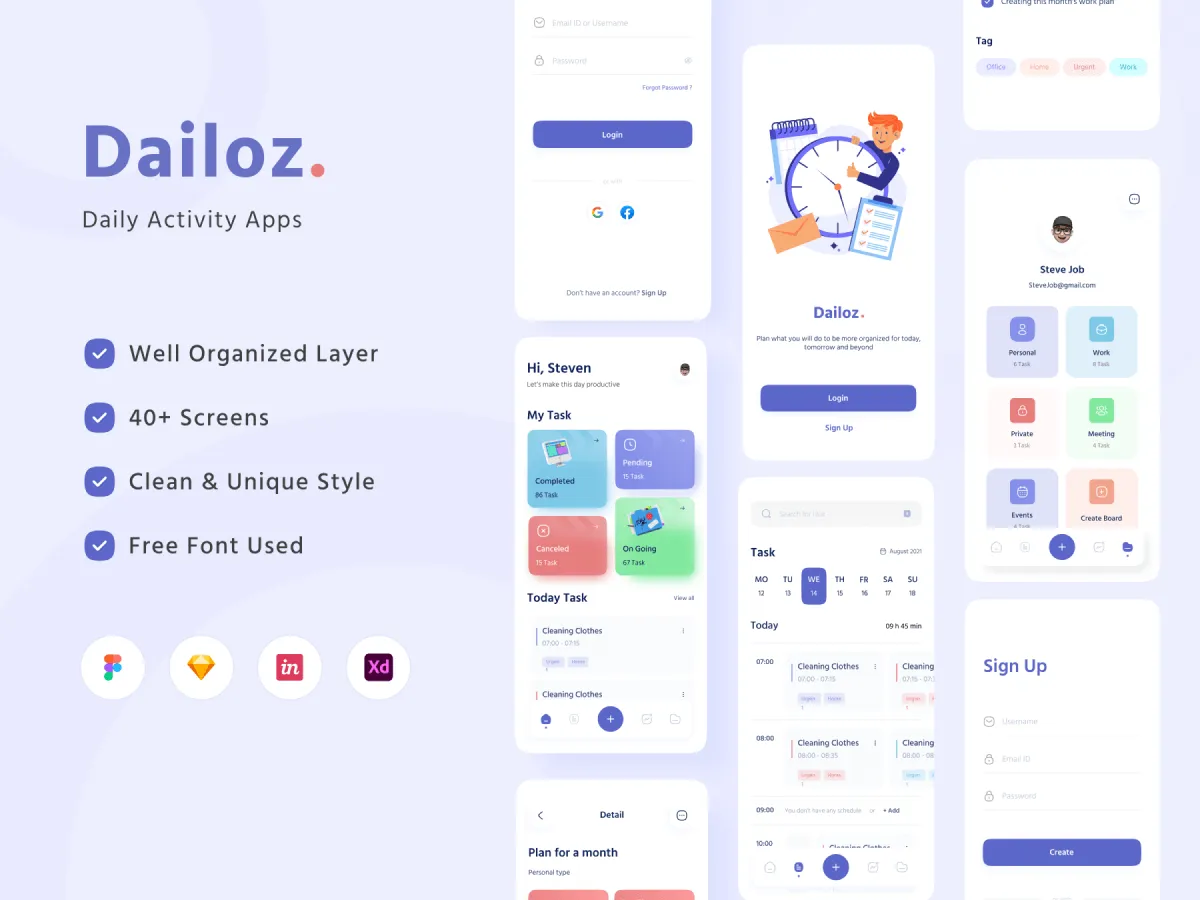 Dailoz.
Daily Activity Apps
Well Organized Layer
40+ Screens
Clean & Unique Style
Free Font Used
in
Xd
Email ID or Username
Password
Forgot Password ?
Login
or with
Don't have an account? Sign Up
Hi, Steven
Let's make this day productive
My Task
Completed
86 Task
Pending
15 Task
Canceled
15 Task
On Going
67 Task
Today Task
View all
Cleaning Clothes
07:00 - 07:15
Urgent
Home
Cleaning Clothes
Detail
Plan for a month
Personal type
Dailoz.
Plan what you will do to be more organized for today,
tomorrow and beyond
Login
Sign Up
Search for task
Task
August 2021
MO TU WE TH FR SA SU
12 13 14 15 16 17 18
Today
09 h 45 min
07:00
Cleaning Clothes
07:00 - 07:15
Urgent
Home
Cleaning
07:15 - 07:3
Urgent
08:00
Cleaning Clothes
08:00 - 08:35
Urgent
Home
Cleaning
08:00 - 08
Urgent
09:00
You don't have any schedule or + Add
10:00
Cleaning Clothes
Creating this month's work plan
Tag
Office
Home
Urgent
Work
Steve Job
SteveJob@gmail.com
Personal
6 Task
Work
8 Task
Private
3 Task
Meeting
4 Task
Events
4 Task
Create Board
Sign Up
Username
Email ID
Password
Create